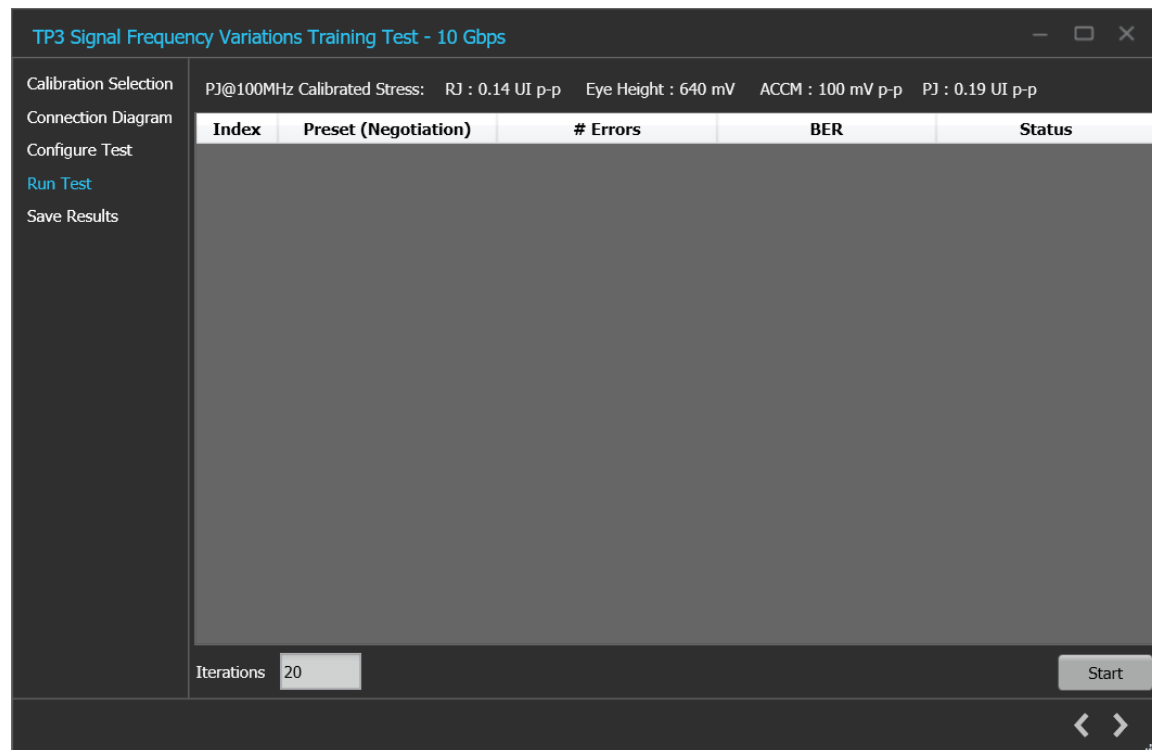 TP3 Signal Frequency Variations Training Test - 10 Gbps
Calibration Selection
Connection Diagram
Configure Test
Run Test
Save Results
PJ@100MHz Calibrated Stress: RJ : 0.14 UI p-p Eye Height : 640 mV ACCM : 100 mV p-p PJ : 0.19 UI p-p
Index Preset (Negotiation) # Errors BER Status
Iterations 20
Start